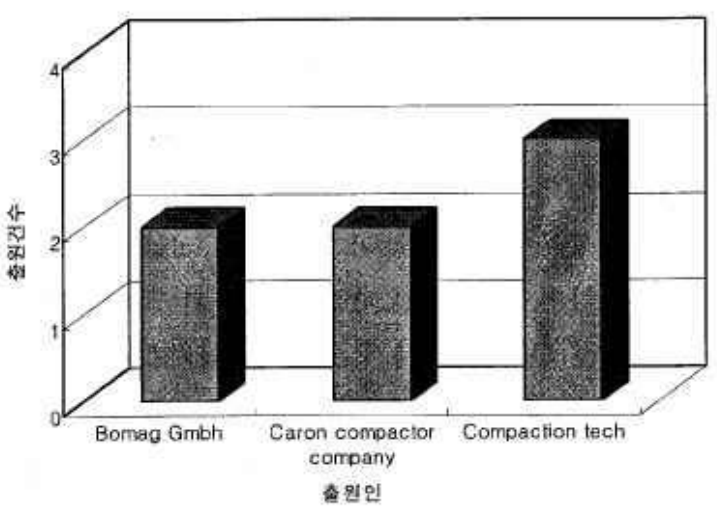 4
3
2
1
0
출원건수
Bomag Gmbh
Caron compactor company
Compaction tech
출원인